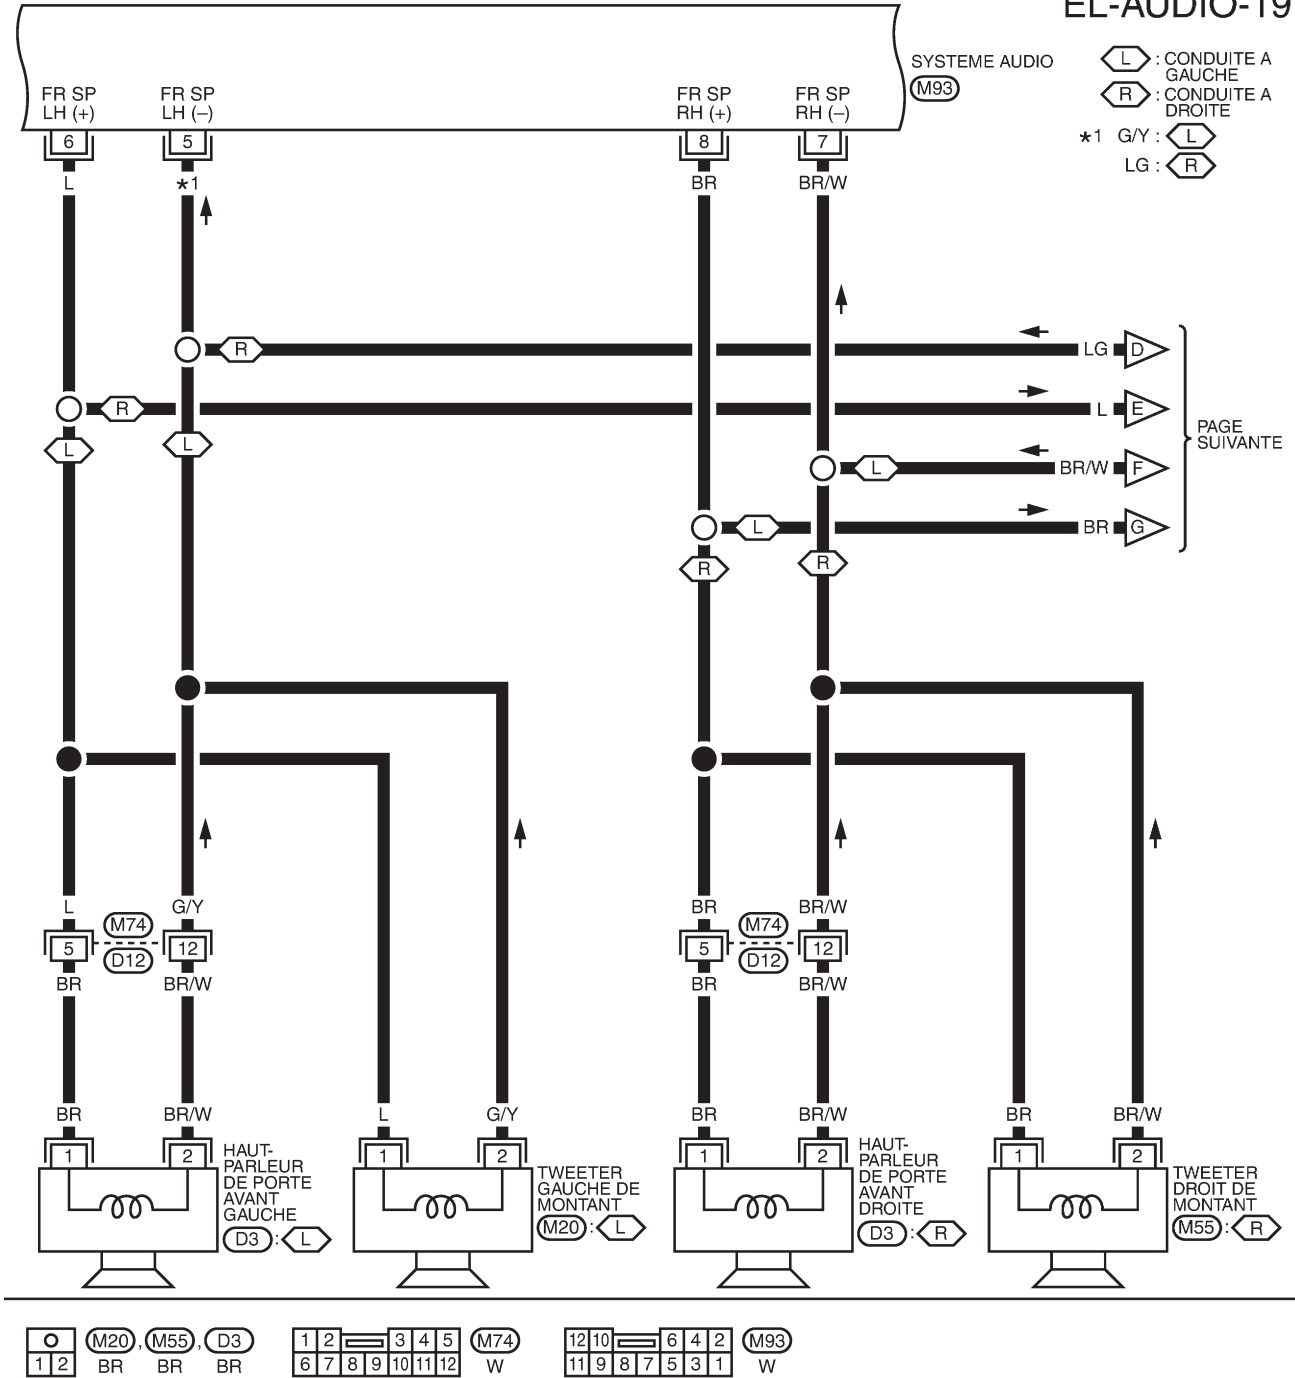 EL-AUDIO-19
SYSTEME AUDIO
M93
L : CONDUITE A
GAUCHE
R : CONDUITE A
DROITE
*1 G/Y : L
LG : R
FR SP
LH (+)
FR SP
LH (–)
FR SP
RH (+)
FR SP
RH (–)
6 5 8 7
L *1 BR BR/W
R LG D
R L E
L L
L BR/W F
L BR G
R R
PAGE
SUIVANTE
L G/Y BR BR/W
M74 M74
5 12 5 12
D12 D12
BR BR/W BR BR/W
BR BR/W L G/Y BR BR/W BR BR/W
1 2 1 2 1 2 1 2
HAUT-
PARLEUR
DE PORTE
AVANT
GAUCHE
D3 : L
TWEETER
GAUCHE DE
MONTANT
M20 : L
HAUT-
PARLEUR
DE PORTE
AVANT
DROITE
D3 : R
TWEETER
DROIT DE
MONTANT
M55 : R
1 2
M20 , M55 , D3
BR BR BR
1 2 3 4 5
6 7 8 9 10 11 12
M74
W
12 10 6 4 2
11 9 8 7 5 3 1
M93
W